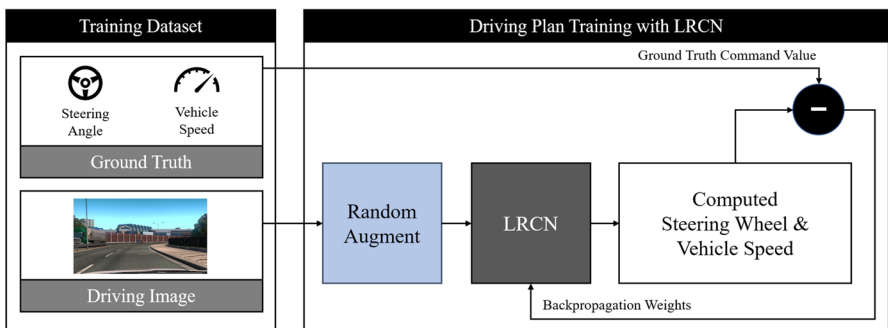 Training Dataset
Steering
Angle
Vehicle
Speed
Ground Truth
Driving Image
Driving Plan Training with LRCN
Ground Truth Command Value
Random
Augment
LRCN
Computed
Steering Wheel &
Vehicle Speed
Backpropagation Weights